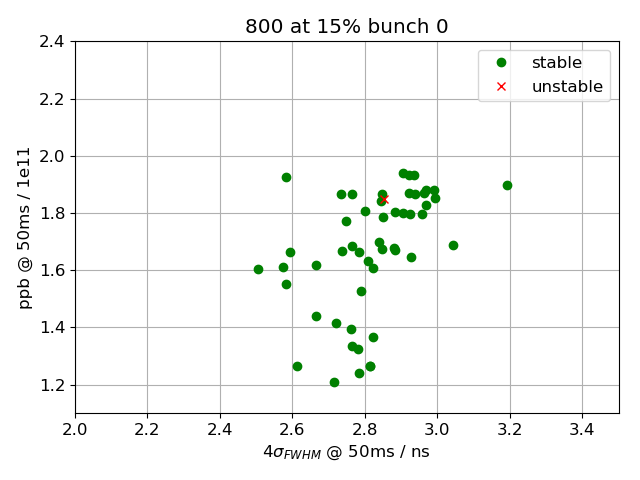 800 at 15% bunch 0
2.4
2.2
2.0
1.8
1.6
1.4
1.2
ppb @ 50ms / 1e11
stable
unstable
2.0 2.2 2.4 2.6 2.8 3.0 3.2 3.4
4σFWHM @ 50ms / ns